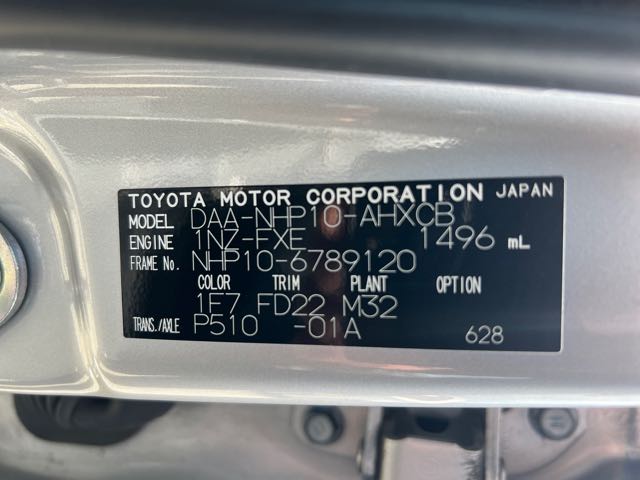 TOYOTA MOTOR CORPORATION JAPAN
MODEL DAA-NHP10-AHXCB
ENGINE 1NZ-FXE 1496 mL
FRAME No. NHP10-6789120
COLOR TRIM PLANT OPTION
1F7 FD22 M32
TRANS./AXLE P510 -01A 628